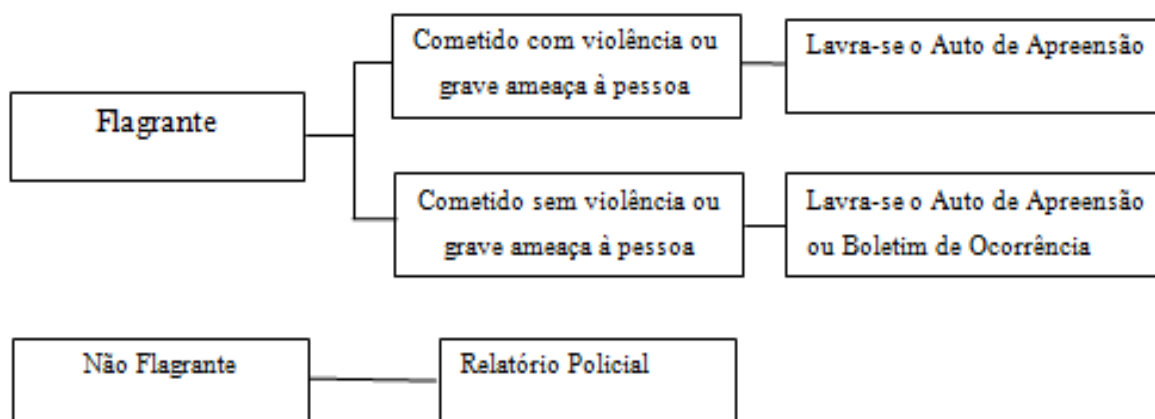 Flagrante
Cometido com violência ou
grave ameaça à pessoa
Lavra-se o Auto de Apreensão
Cometido sem violência ou
grave ameaça à pessoa
Lavra-se o Auto de Apreensão
ou Boletim de Ocorrência
Não Flagrante
Relatório Policial